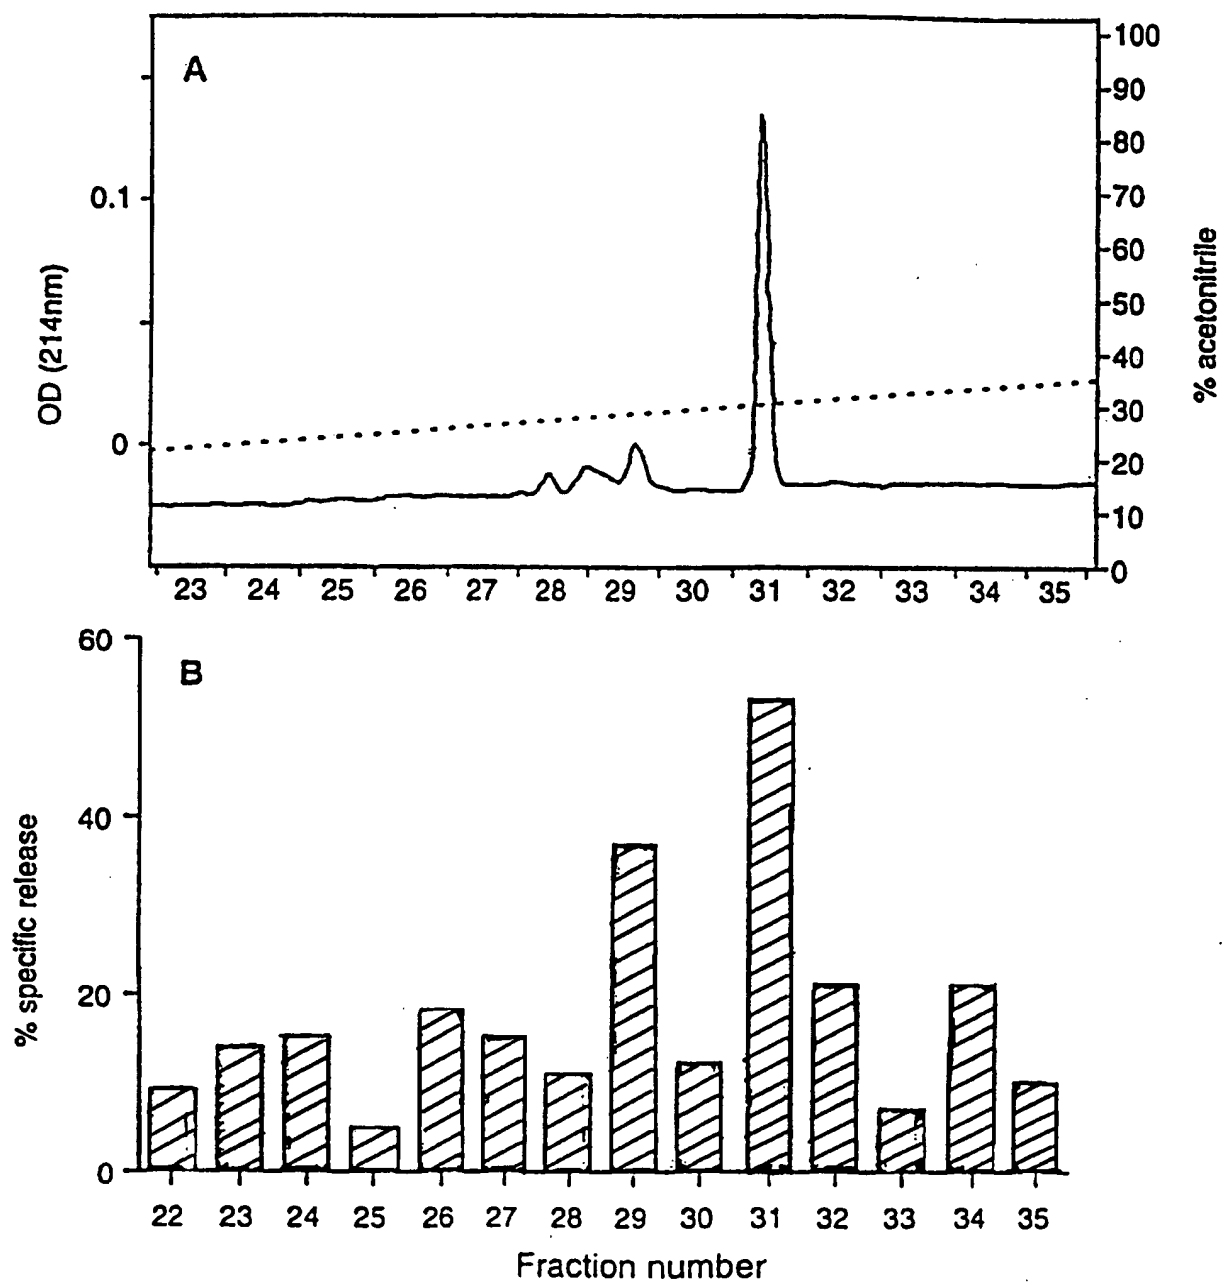 A
OD (214nm)
0.1
0
100
90
80
70
60
50
40
30
20
10
0
% acetonitrile
23 24 25 26 27 28 29 30 31 32 33 34 35
B
% specific release
60
40
20
0
22 23 24 25 26 27 28 29 30 31 32 33 34 35
Fraction number